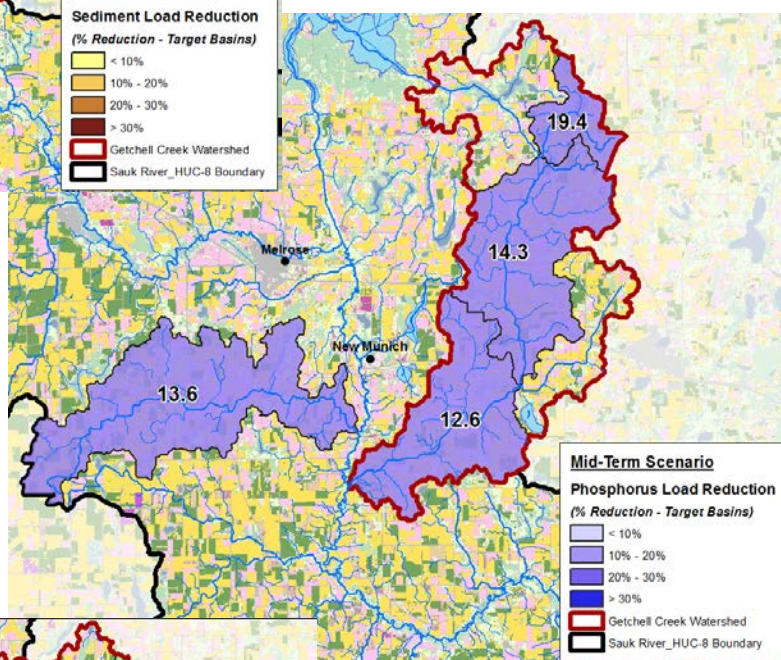 Sediment Load Reduction
(% Reduction - Target Basins)
< 10%
10% - 20%
20% - 30%
> 30%
Getchell Creek Watershed
Sauk River_HUC-8 Boundary
19.4
14.3
Melrose
New Munich
13.6
12.6
Mid-Term Scenario
Phosphorus Load Reduction
(% Reduction - Target Basins)
< 10%
10% - 20%
20% - 30%
> 30%
Getchell Creek Watershed
Sauk River_HUC-8 Boundary